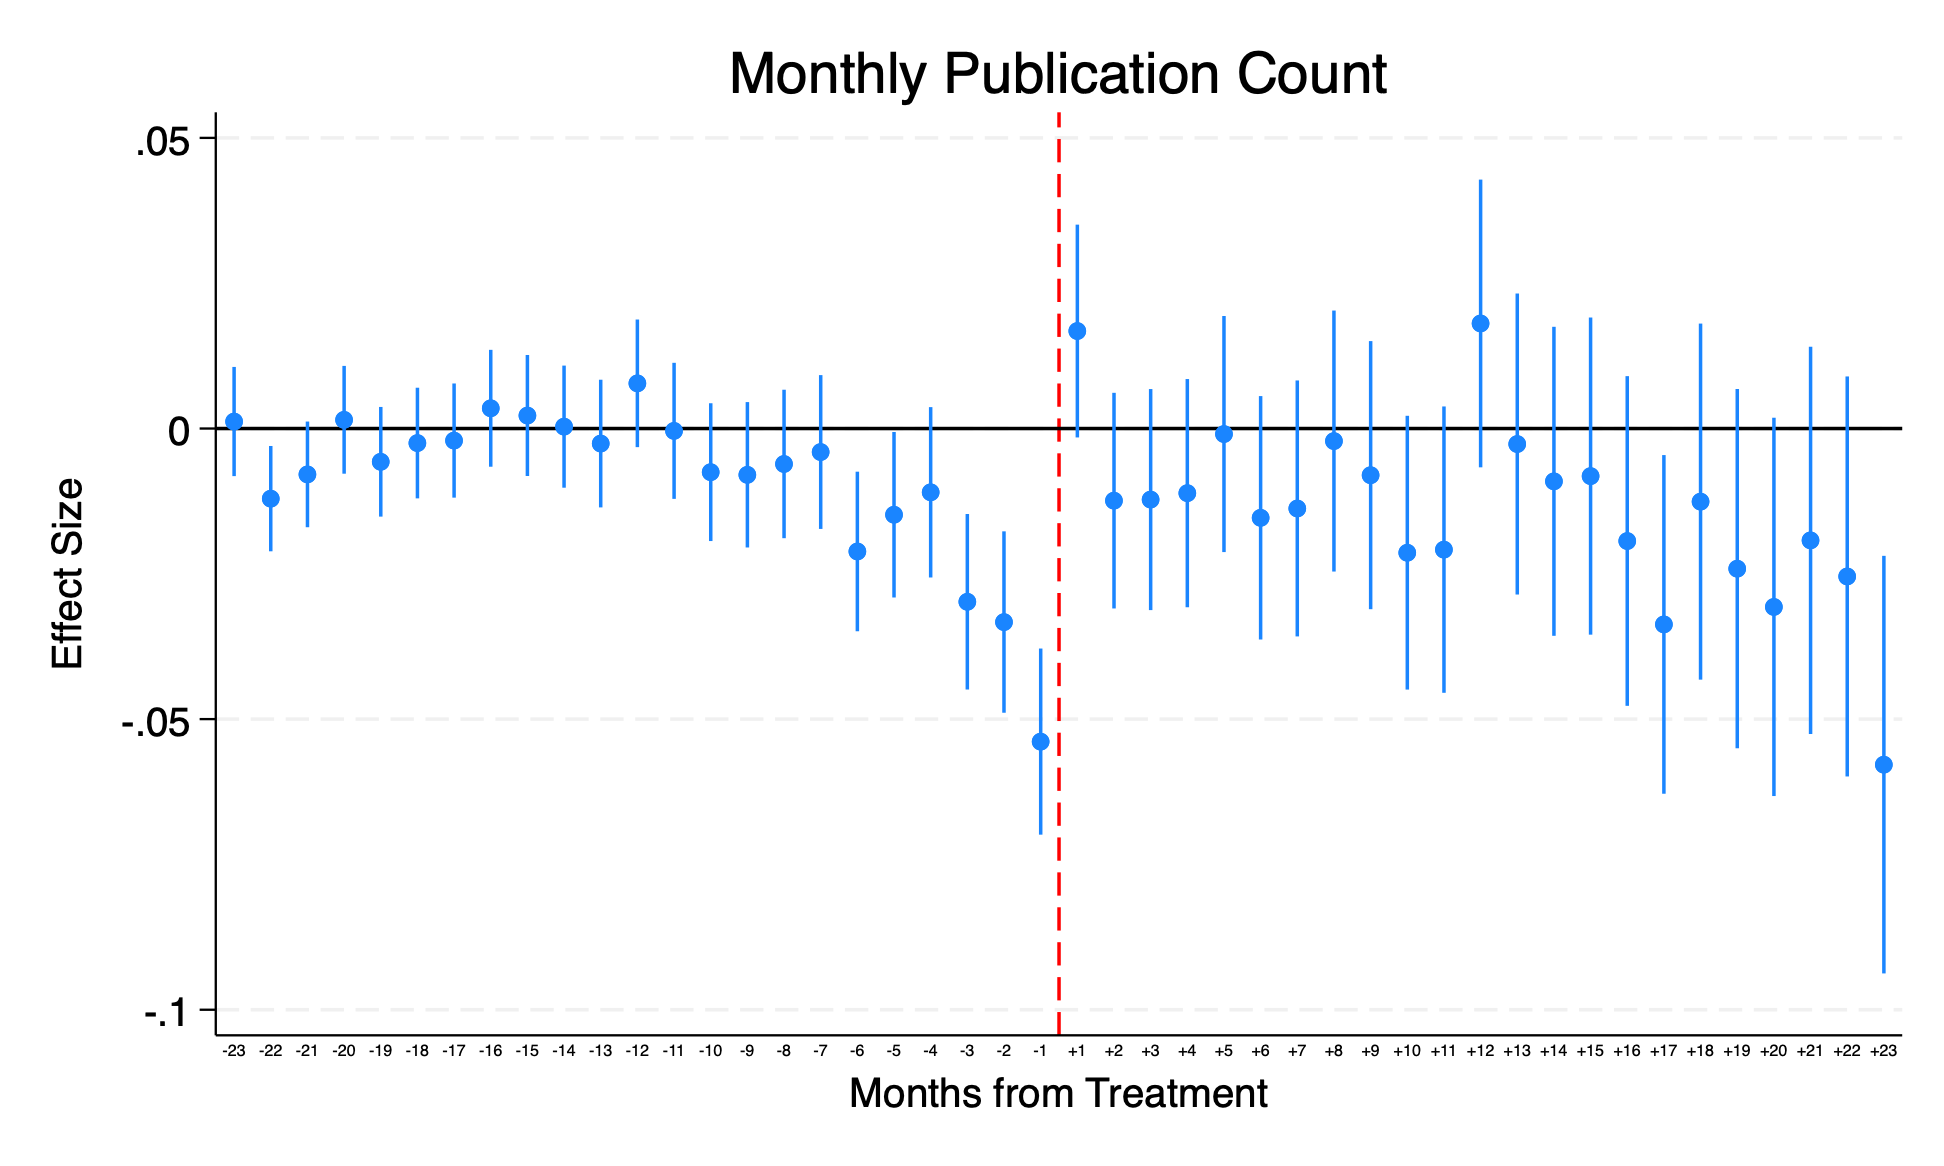 Monthly Publication Count
.05
0
-.05
-.1
Effect Size
-23 -22 -21 -20 -19 -18 -17 -16 -15 -14 -13 -12 -11 -10 -9 -8 -7 -6 -5 -4 -3 -2 -1 +1 +2 +3 +4 +5 +6 +7 +8 +9 +10 +11 +12 +13 +14 +15 +16 +17 +18 +19 +20 +21 +22 +23
Months from Treatment